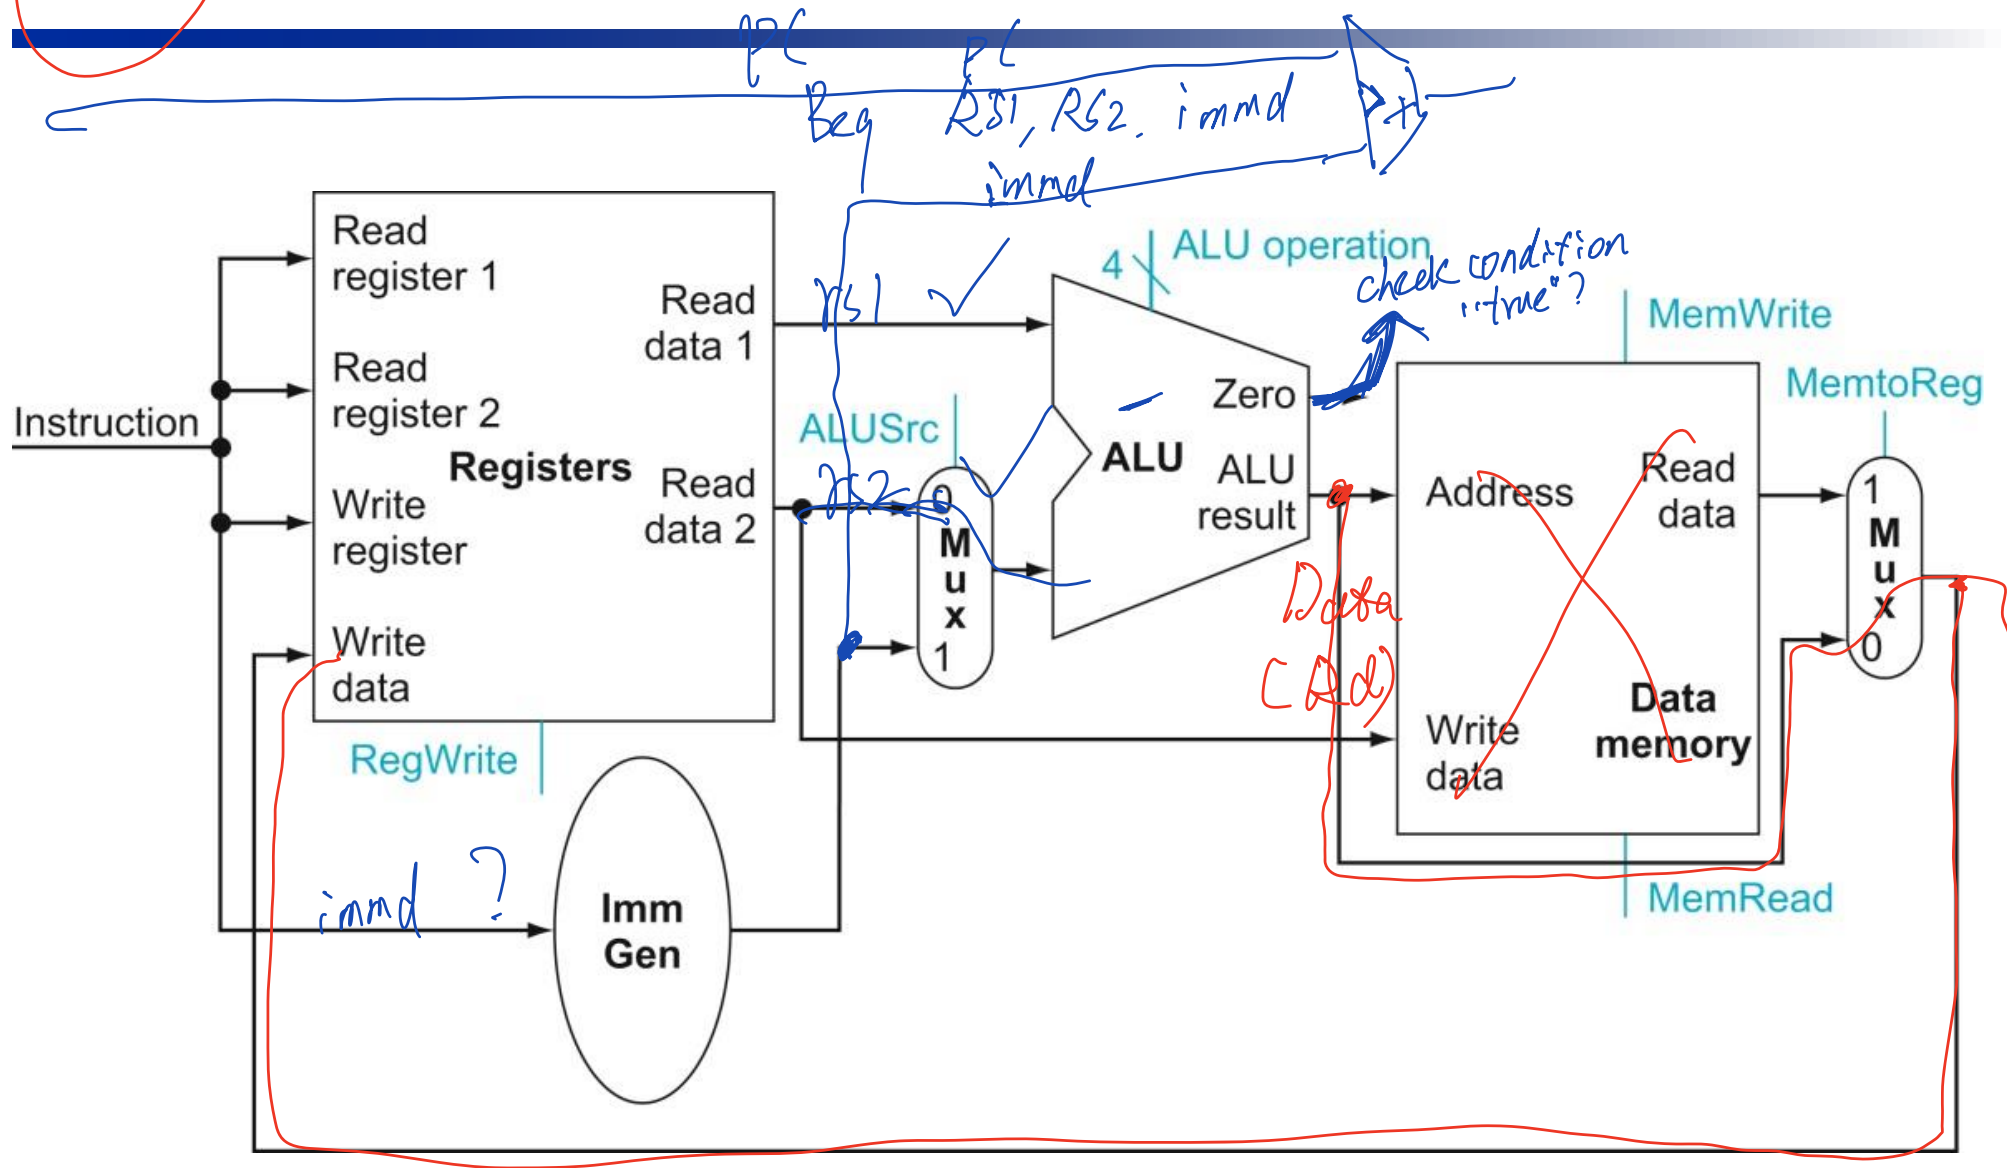 PC
PC
Beq RS1, RS2, immd
+
immd
Read
register 1
Read
register 2
Registers
Write
register
Write
data
Read
data 1
Read
data 2
Instruction
RegWrite
immd ?
Imm
Gen
rs1
rs2
ALUSrc
0
M
u
x
1
4
ALU operation
-
ALU
Zero
ALU
result
check condition
"true"?
Data
(Rd)
MemWrite
Address
Read
data
Write
data
Data
memory
MemRead
MemtoReg
1
M
u
x
0